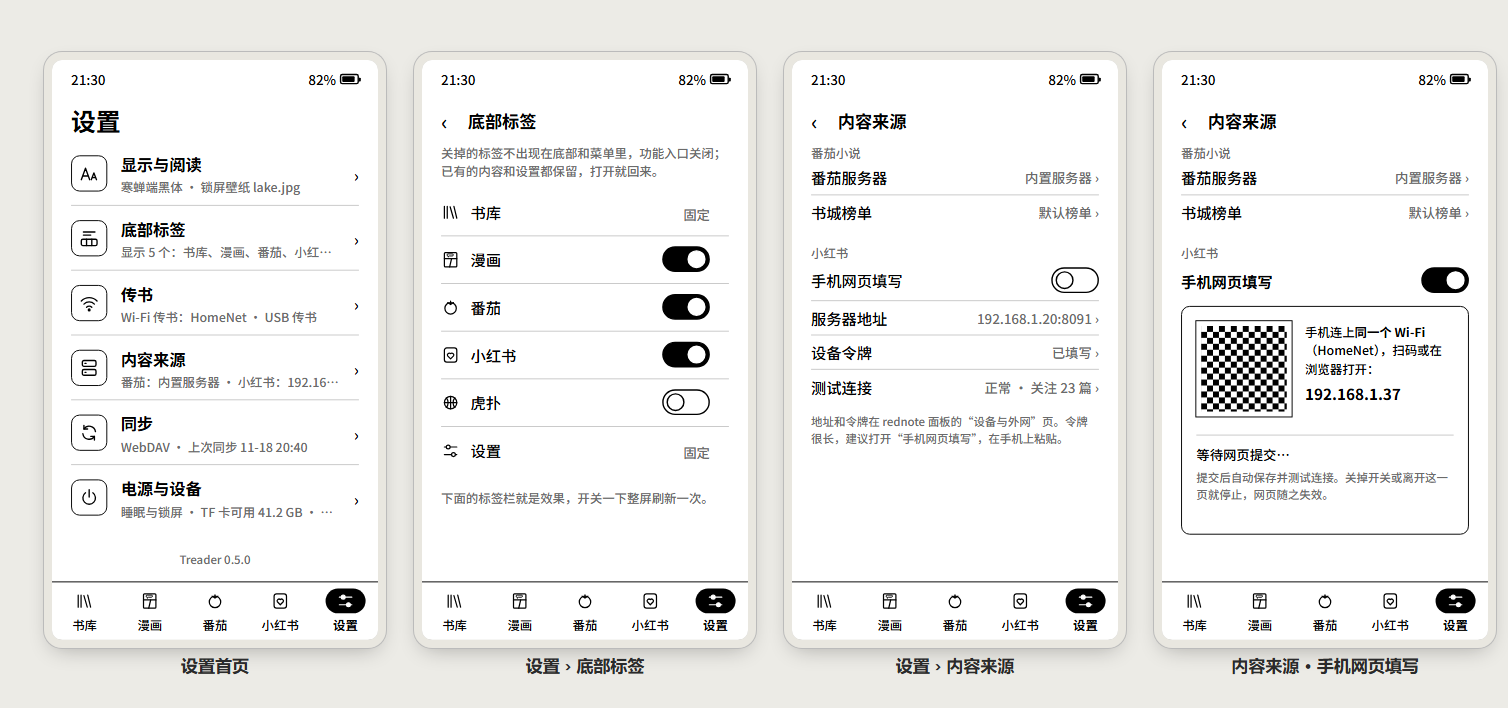 21:30 82%
设置
显示与阅读
寒蝉端黑体 · 锁屏壁纸 lake.jpg ›
底部标签
显示 5 个：书库、漫画、番茄、小红… ›
传书
Wi-Fi 传书：HomeNet · USB 传书 ›
内容来源
番茄：内置服务器 · 小红书：192.16… ›
同步
WebDAV · 上次同步 11-18 20:40 ›
电源与设备
睡眠与锁屏 · TF 卡可用 41.2 GB · … ›
Treader 0.5.0
书库 漫画 番茄 小红书 设置
设置首页
21:30 82%
‹ 底部标签
关掉的标签不出现在底部和菜单里，功能入口关闭；
已有的内容和设置都保留，打开就回来。
书库 固定
漫画
番茄
小红书
虎扑
设置 固定
下面的标签栏就是效果，开关一下整屏刷新一次。
书库 漫画 番茄 小红书 设置
设置 › 底部标签
21:30 82%
‹ 内容来源
番茄小说
番茄服务器 内置服务器 ›
书城榜单 默认榜单 ›
小红书
手机网页填写
服务器地址 192.168.1.20:8091 ›
设备令牌 已填写 ›
测试连接 正常 · 关注 23 篇 ›
地址和令牌在 rednote 面板的“设备与外网”页。令牌
很长，建议打开“手机网页填写”，在手机上粘贴。
书库 漫画 番茄 小红书 设置
设置 › 内容来源
21:30 82%
‹ 内容来源
番茄小说
番茄服务器 内置服务器 ›
书城榜单 默认榜单 ›
小红书
手机网页填写
手机连上同一个 Wi-Fi
（HomeNet），扫码或在
浏览器打开：
192.168.1.37
等待网页提交…
提交后自动保存并测试连接。关掉开关或离开这一
页就停止，网页随之失效。
书库 漫画 番茄 小红书 设置
内容来源 · 手机网页填写